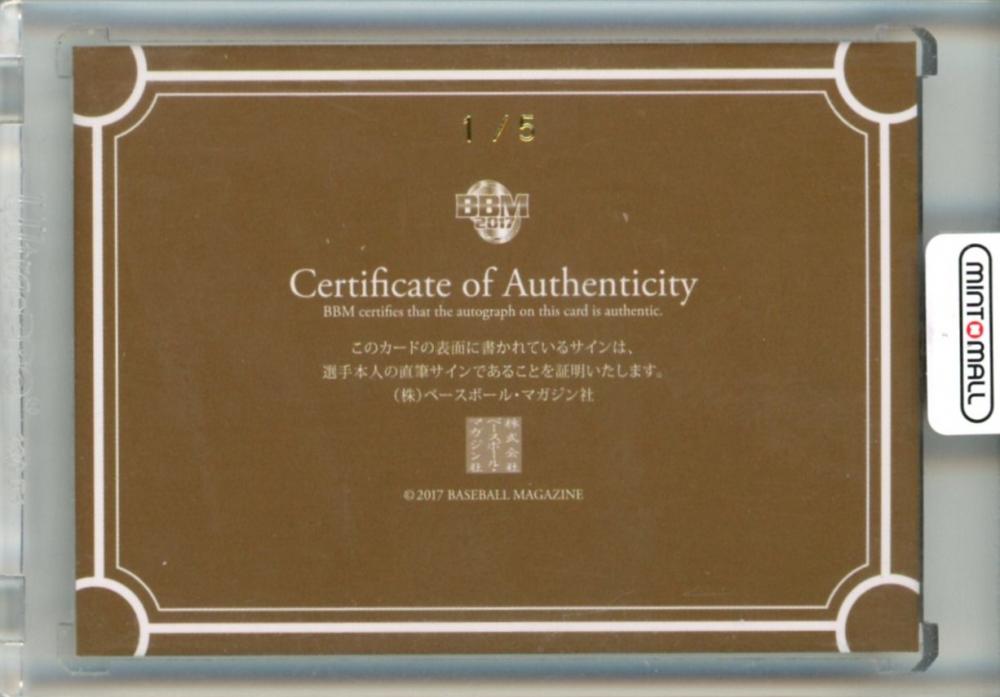 1 / 5
BBM
2017
Certificate of Authenticity
BBM certifies that the autograph on this card is authentic.
このカードの表面に書かれているサインは、
選手本人の直筆サインであることを証明いたします。
(株)ベースボール・マガジン社
株式会社
ベースボール・
マガジン社
©2017 BASEBALL MAGAZINE
MINTMALL